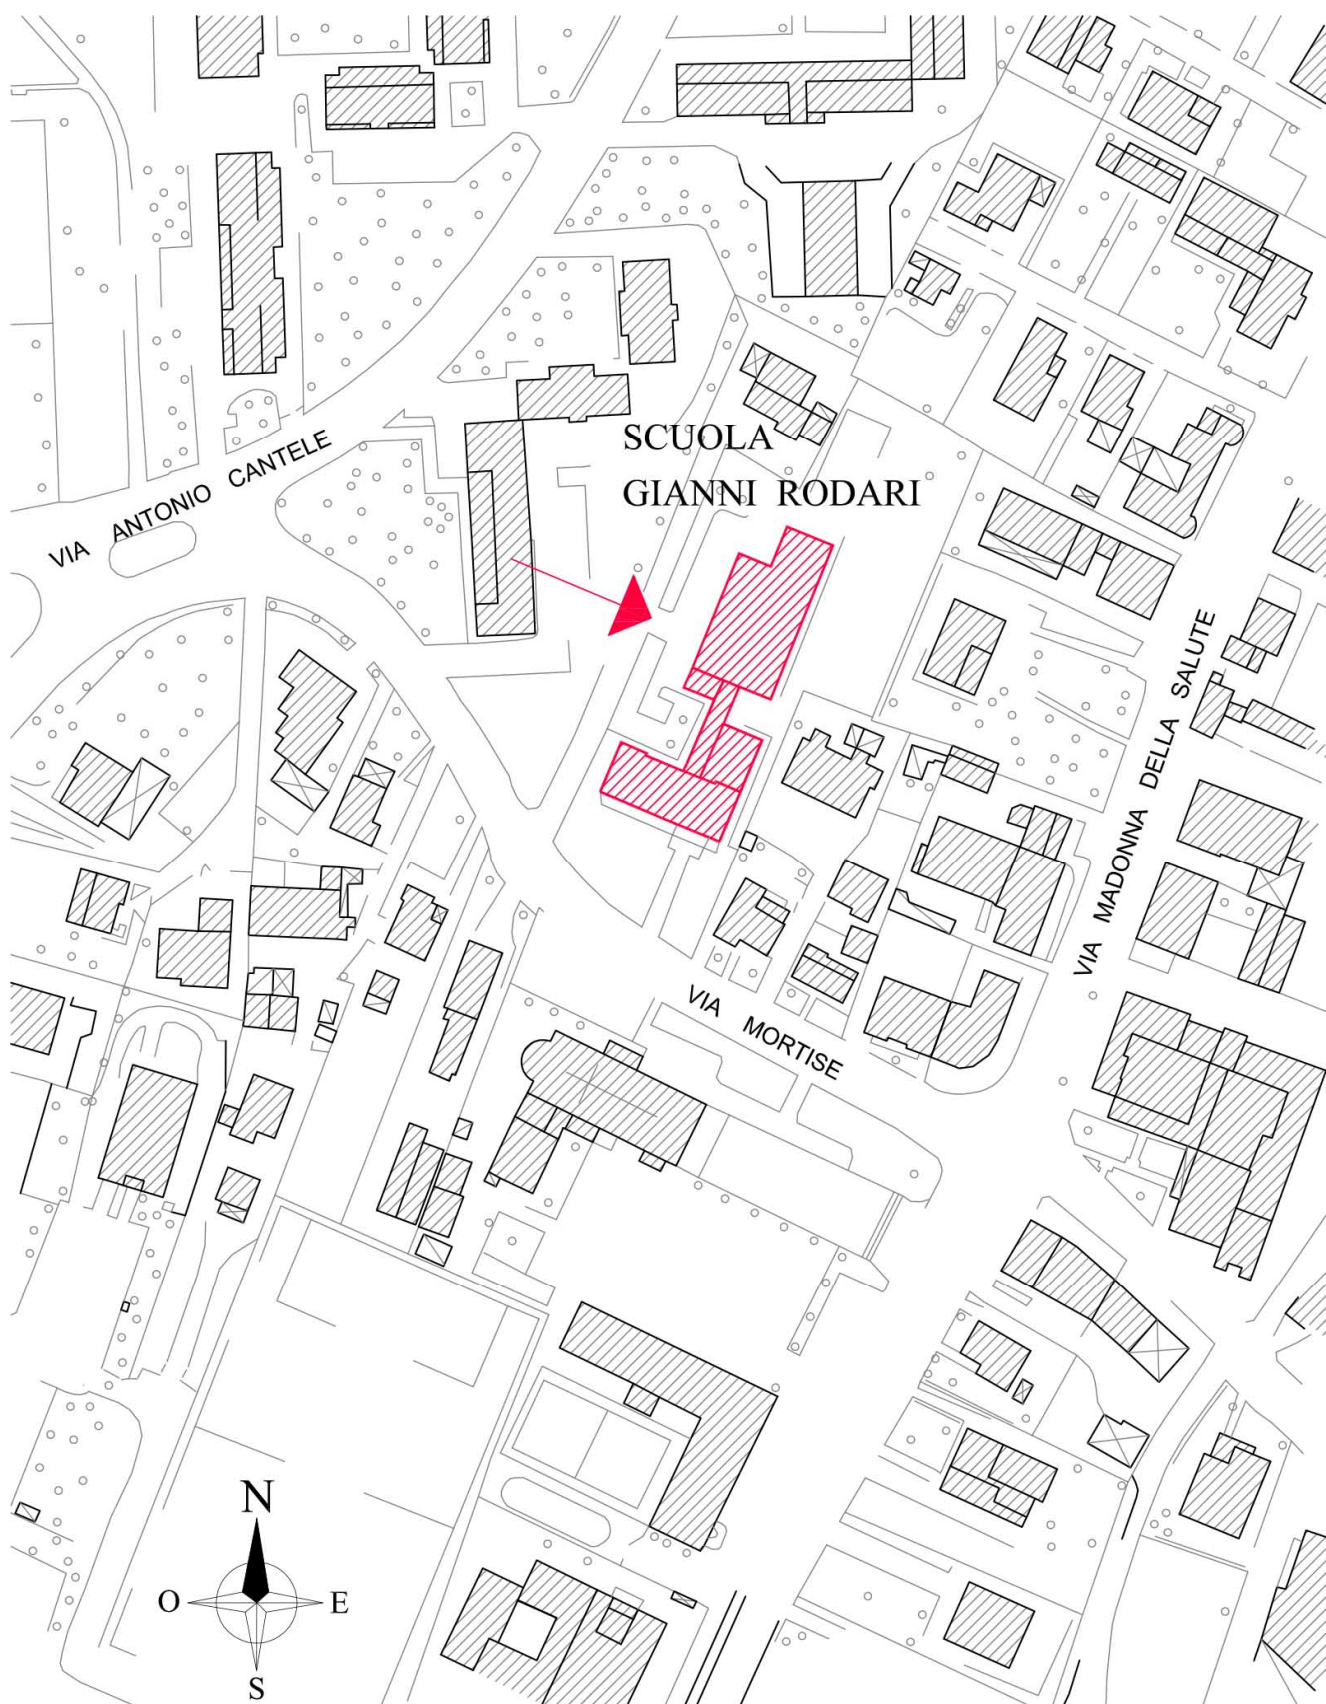 SCUOLA
GIANNI RODARI
VIA ANTONIO CANTELE
VIA MADONNA DELLA SALUTE
VIA MORTISE
N
O
E
S